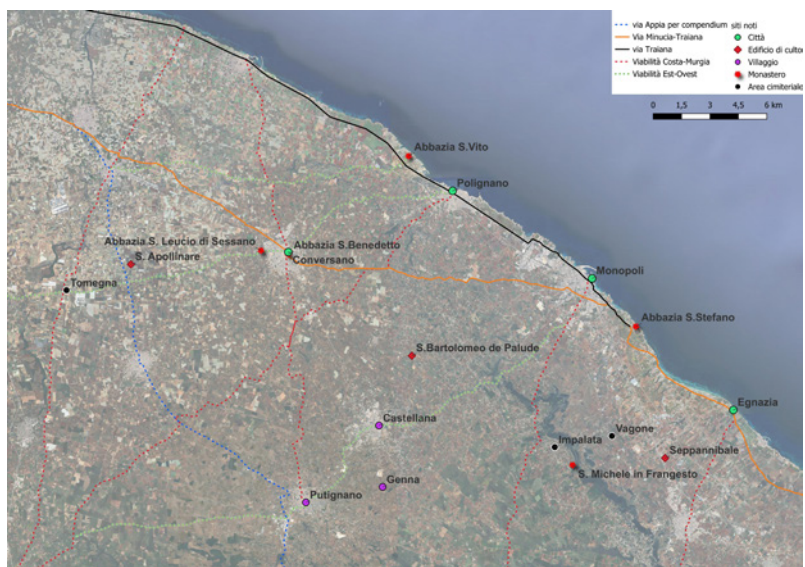 via Appia per compendium
Via Minucia-Traiana
via Traiana
Viabilità Costa-Murgia
Viabilità Est-Ovest
siti noti
Città
Edificio di culto
Villaggio
Monastero
Area cimiteriale
0 1,5 3 4,5 6 km
Abbazia S.Vito
Polignano
Abbazia S. Leucio di Sessano
Abbazia S.Benedetto
S. Apollinare
Conversano
Monopoli
Tomegna
Abbazia S.Stefano
S.Bartolomeo de Palude
Egnazia
Castellana
Vagone
Impalata
Seppannibale
S. Michele in Frangesto
Genna
Putignano